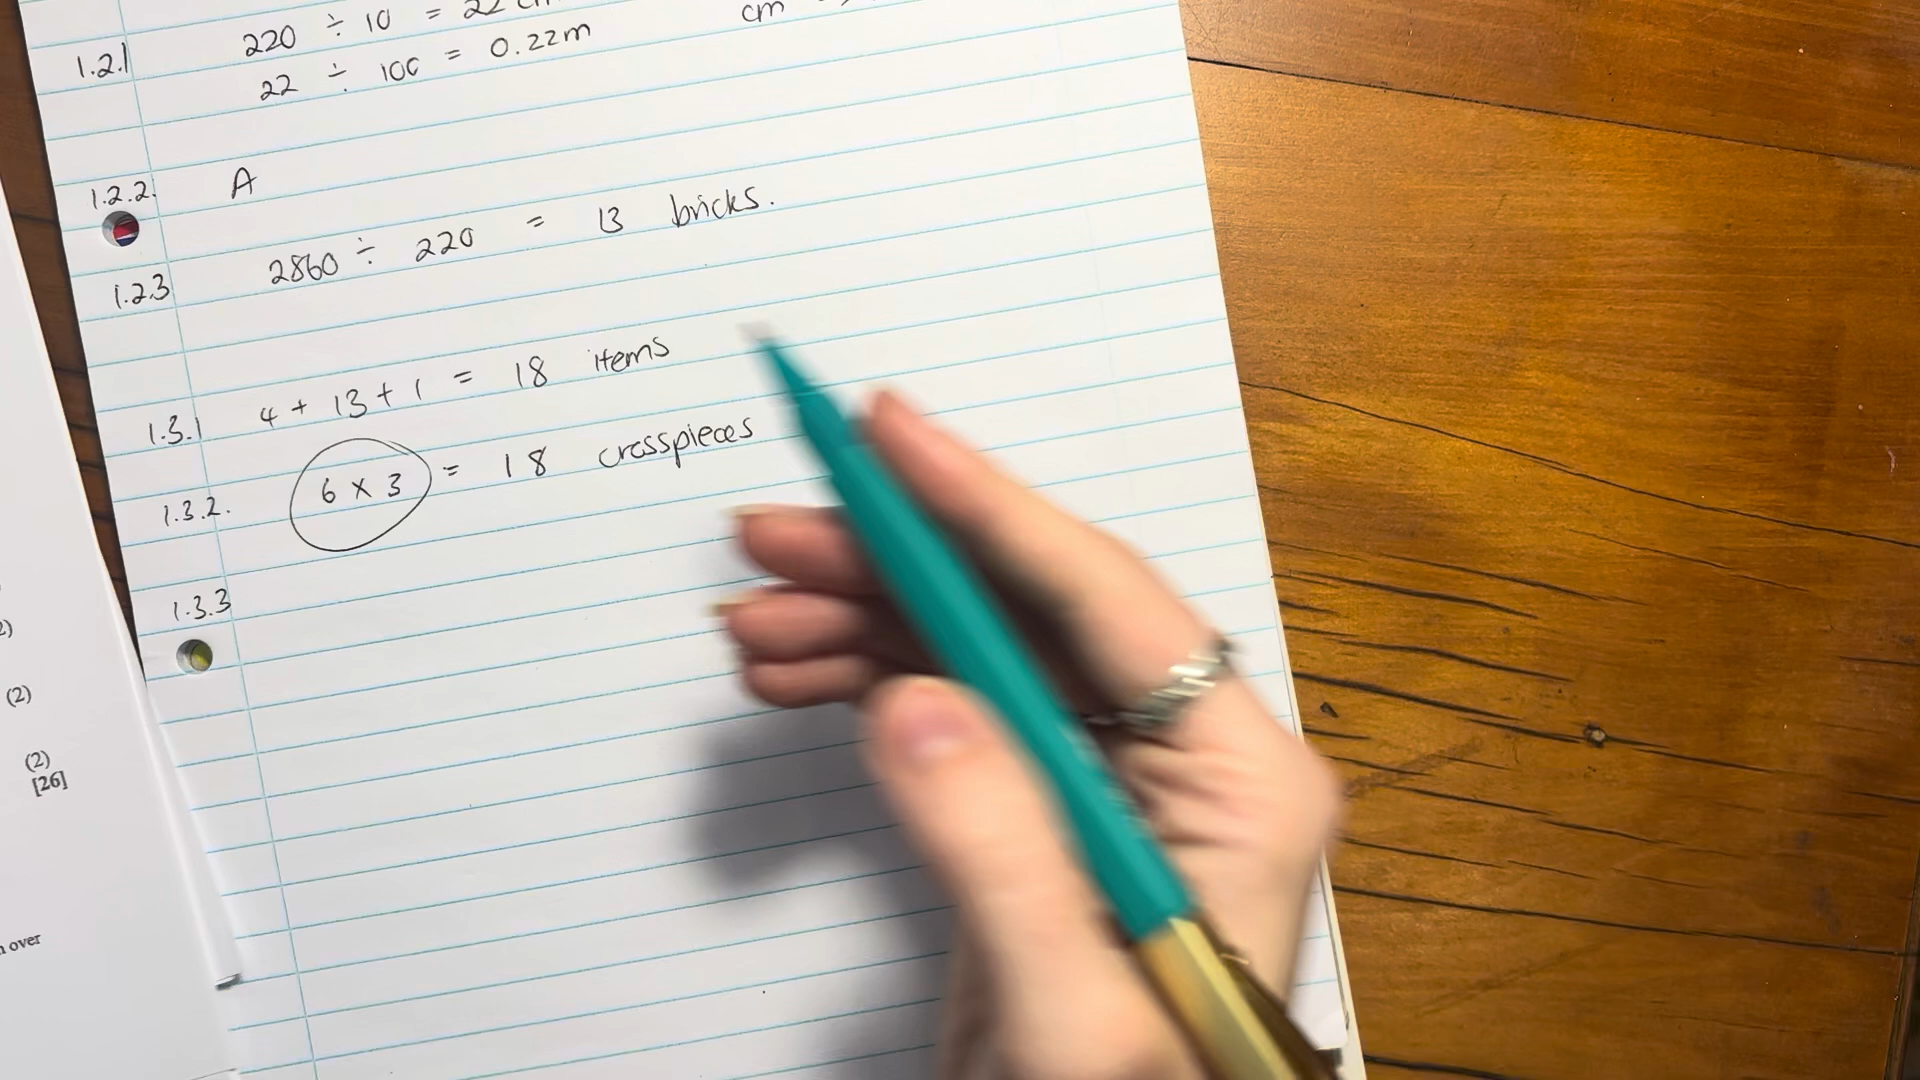 1.2.1 220 ÷ 10 = 22 cm
22 ÷ 100 = 0.22m
cm
1.2.2. A
1.2.3 2860 ÷ 220 = 13 bricks.
1.3.1 4 + 13 + 1 = 18 items
1.3.2. 6 x 3 = 18 crosspieces
1.3.3
(2)
(2)
[26]
over